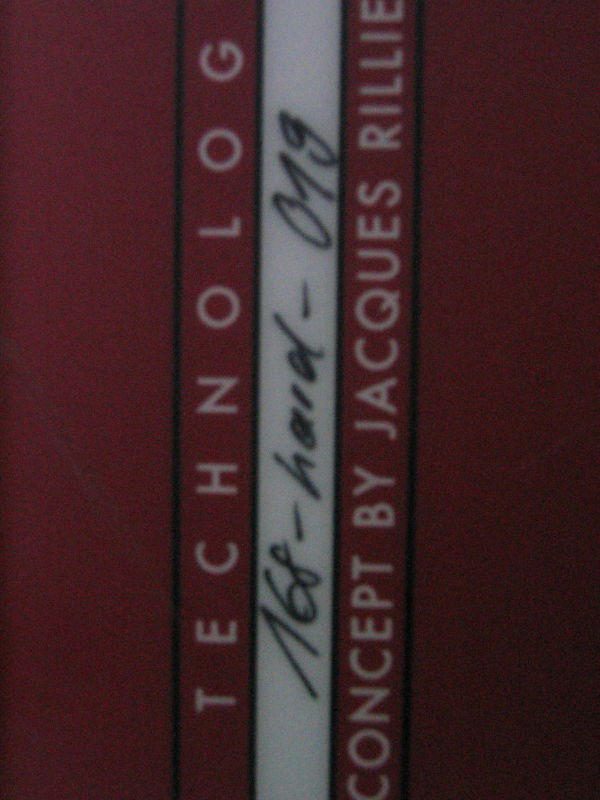 TECHNOLOG
168-hard-019
CONCEPT BY JACQUES RILLIE